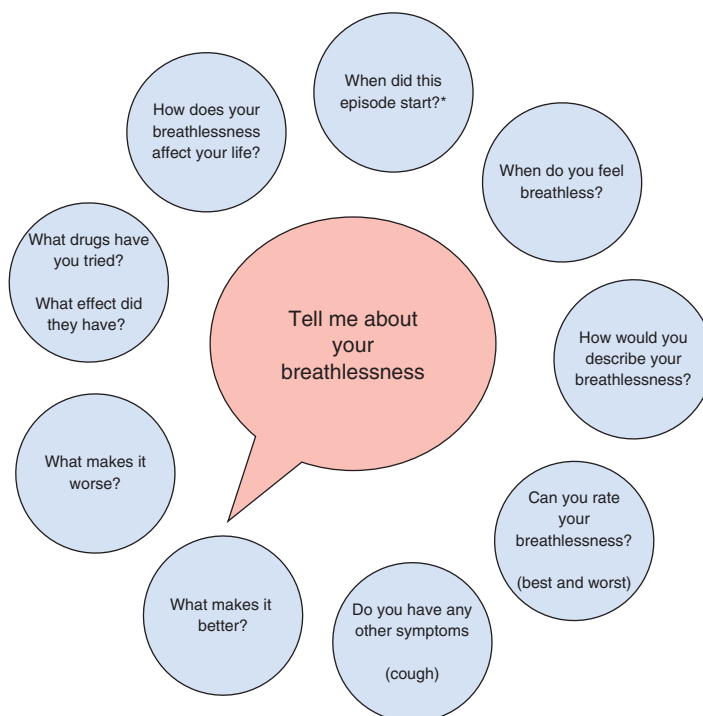 When did this
episode start?*
When do you feel
breathless?
How would you
describe your
breathlessness?
Can you rate
your
breathlessness?
(best and worst)
Do you have any
other symptoms
(cough)
What makes it
better?
What makes it
worse?
What drugs have
you tried?
What effect did
they have?
How does your
breathlessness
affect your life?
Tell me about
your
breathlessness